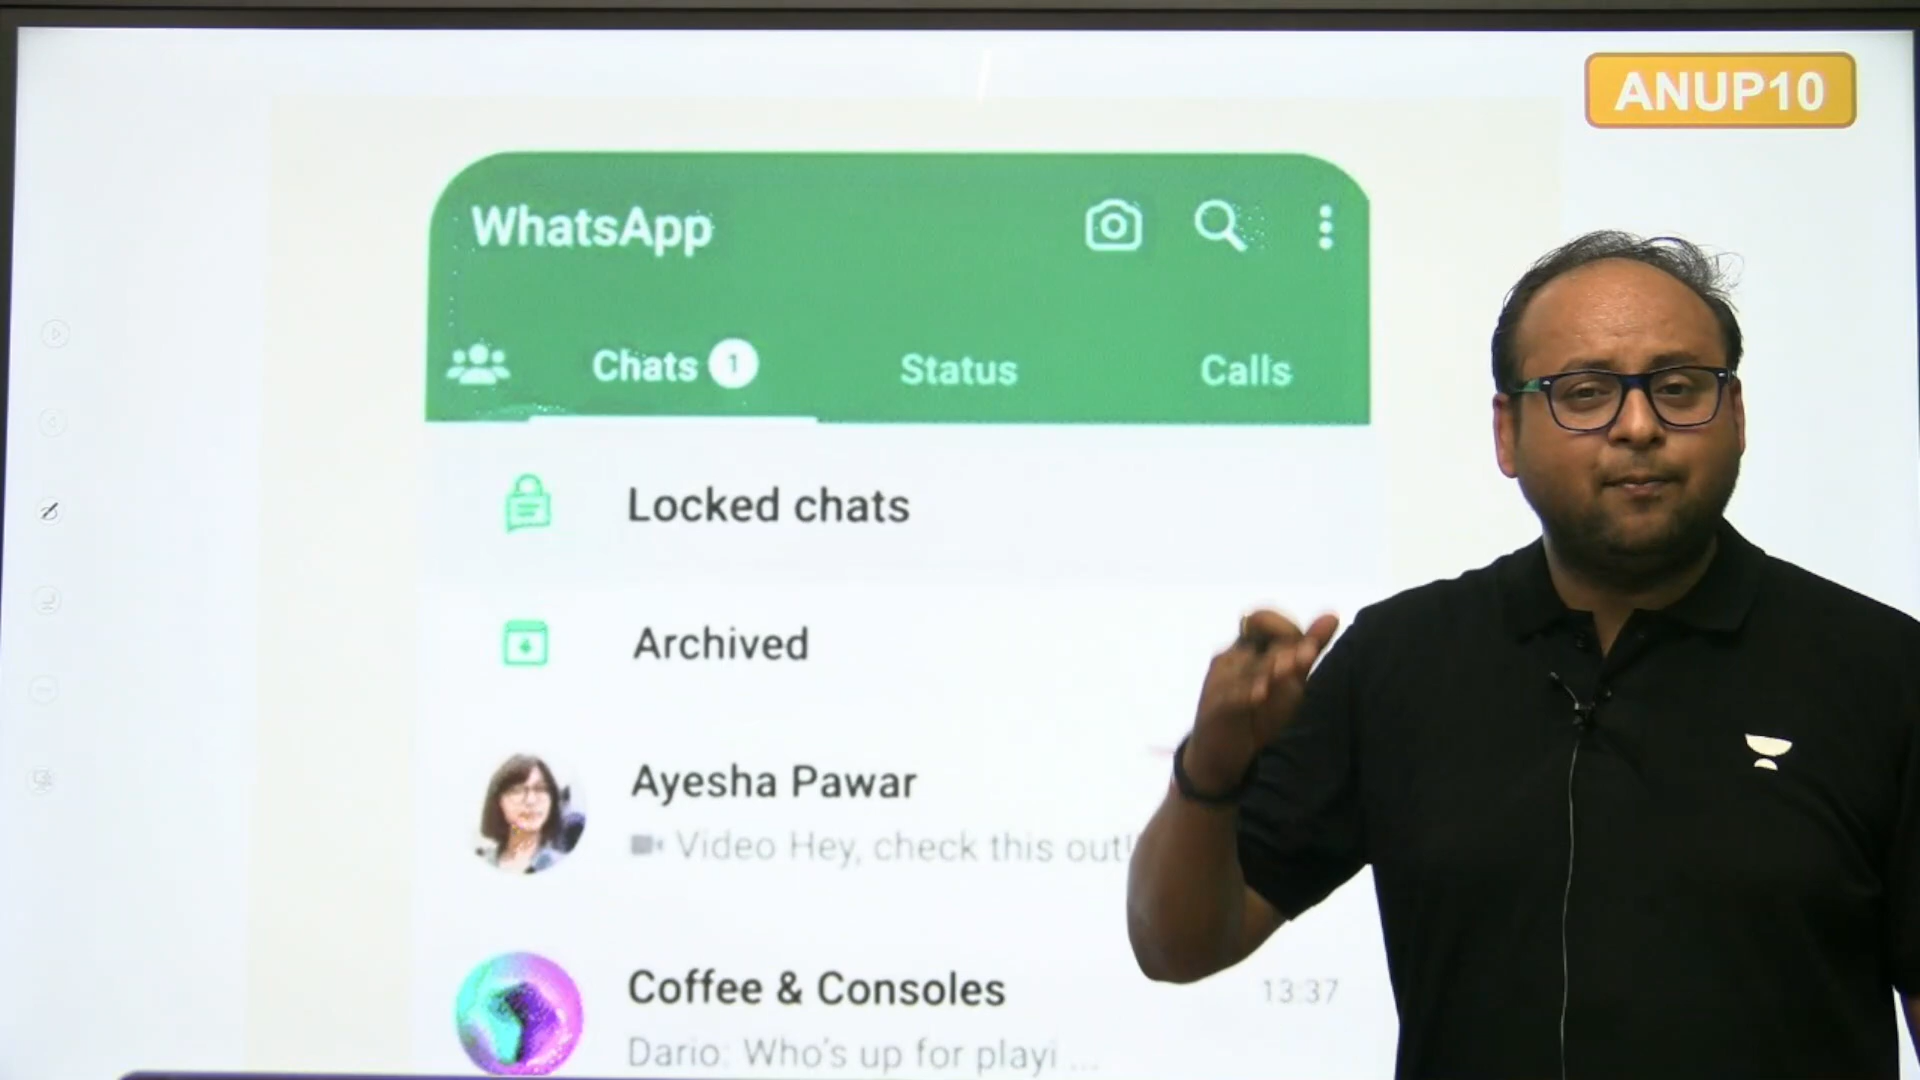 ANUP10
WhatsApp
Chats 1 Status Calls
Locked chats
Archived
Ayesha Pawar
Video Hey, check this out!
Coffee & Consoles 13:37
Dario: Who's up for playi ...